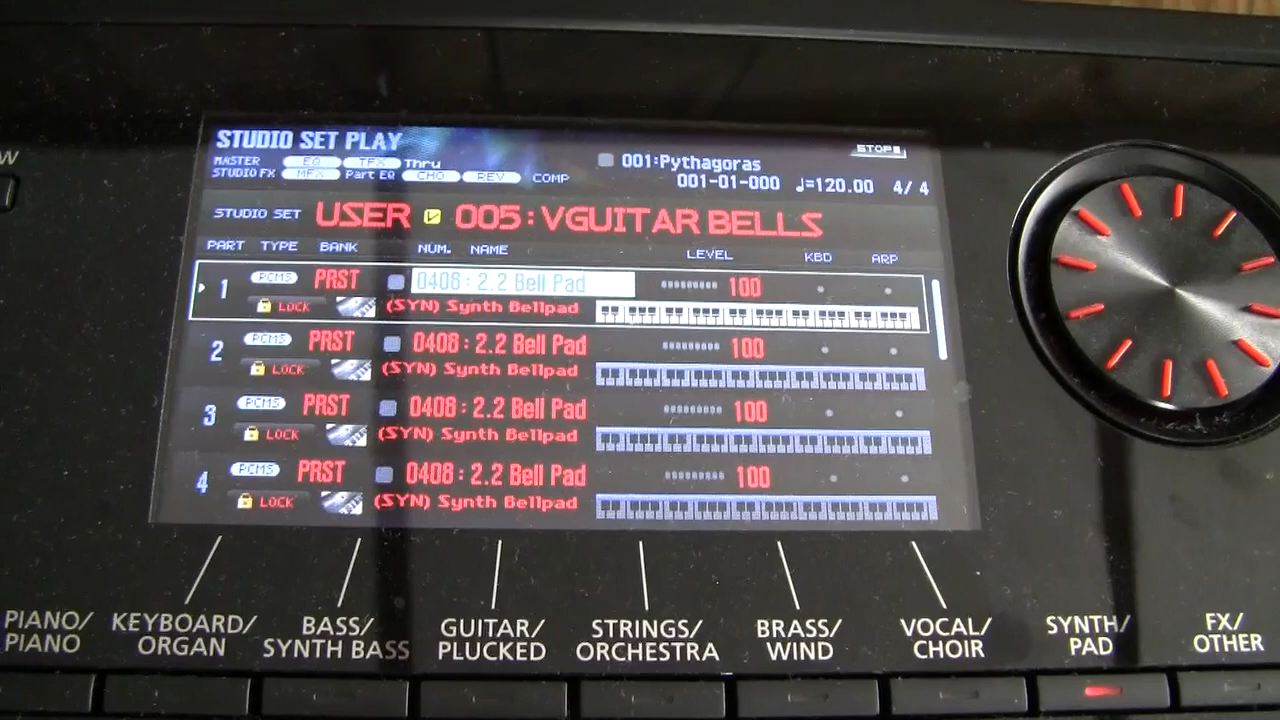 W
STUDIO SET PLAY
MASTER EQ TFX Thru
STUDIO FX MFX Part EQ CHO REV COMP
001:Pythagoras
STOP
001-01-000 ♩=120.00 4/4
STUDIO SET USER 005:VGUITAR BELLS
PART TYPE BANK NUM. NAME LEVEL KBD ARP
1 PCMS PRST 0408: 2.2 Bell Pad 100
LOCK (SYN) Synth Bellpad
2 PCMS PRST 0408: 2.2 Bell Pad 100
LOCK (SYN) Synth Bellpad
3 PCMS PRST 0408: 2.2 Bell Pad 100
LOCK (SYN) Synth Bellpad
4 PCMS PRST 0408: 2.2 Bell Pad 100
LOCK (SYN) Synth Bellpad
PIANO/
PIANO
KEYBOARD/
ORGAN
BASS/
SYNTH BASS
GUITAR/
PLUCKED
STRINGS/
ORCHESTRA
BRASS/
WIND
VOCAL/
CHOIR
SYNTH/
PAD
FX/
OTHER